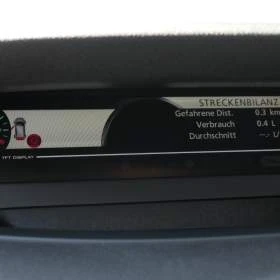 STRECKENBILANZ
Gefahrene Dist. 0.3 km
Verbrauch 0.4 L
Durchschnitt --.- L/
TFT DISPLAY